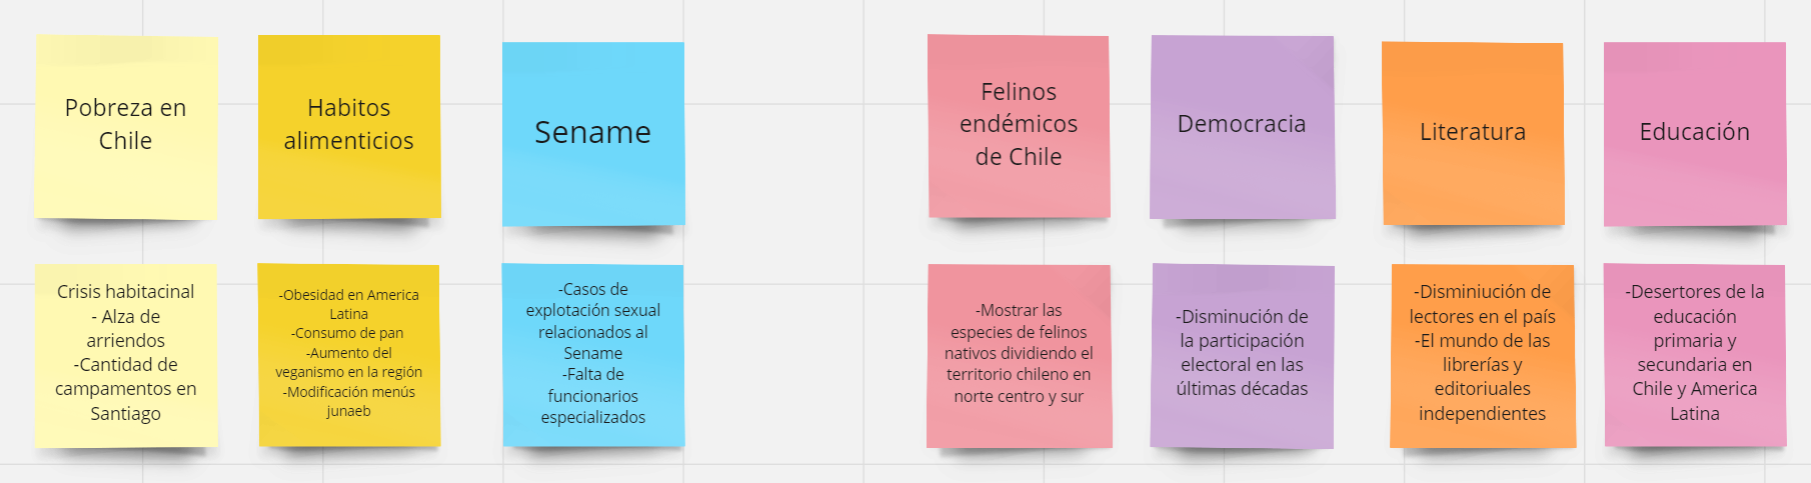 Pobreza en
Chile
Habitos
alimenticios
Sename
Felinos
endémicos
de Chile
Democracia
Literatura
Educación
Crisis habitacinal
- Alza de
arriendos
-Cantidad de
campamentos en
Santiago
-Obesidad en America
Latina
-Consumo de pan
-Aumento del
veganismo en la región
-Modificación menús
junaeb
-Casos de
explotación sexual
relacionados al
Sename
-Falta de
funcionarios
especializados
-Mostrar las
especies de felinos
nativos dividiendo el
territorio chileno en
norte centro y sur
-Disminución de
la participación
electoral en las
últimas décadas
-Disminiución de
lectores en el país
-El mundo de las
librerías y
editoriuales
independientes
-Desertores de la
educación
primaria y
secundaria en
Chile y America
Latina